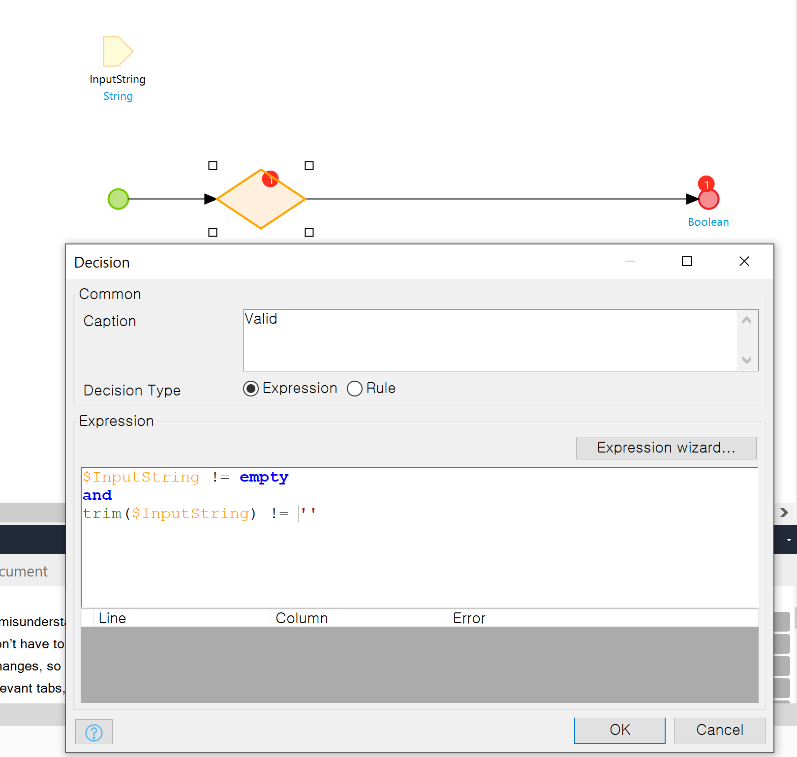 InputString
String
1
1
Boolean
Decision
Common
Caption
Valid
Decision Type
Expression
Rule
Expression
Expression wizard...
$InputString != empty
and
trim($InputString) != ''
cument
misunderst
n't have to
anges, so
evant tabs,
Line Column Error
?
OK
Cancel